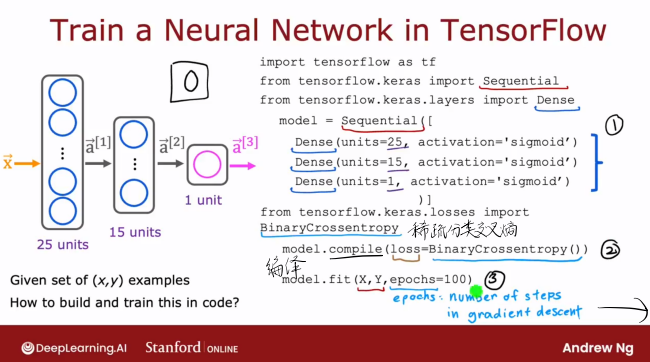 Train a Neural Network in TensorFlow
0
x⃗
a⃗[1]
a⃗[2]
a⃗[3]
25 units
15 units
1 unit
Given set of (x,y) examples
How to build and train this in code?
import tensorflow as tf
from tensorflow.keras import Sequential
from tensorflow.keras.layers import Dense
model = Sequential([
Dense(units=25, activation='sigmoid')
Dense(units=15, activation='sigmoid')
Dense(units=1, activation='sigmoid')
)]
①
from tensorflow.keras.losses import
BinaryCrossentropy 稀疏分类交叉熵
model.compile(loss=BinaryCrossentropy()) ②
编译
model.fit(X,Y,epochs=100) ③
epochs: number of steps
in gradient descent
DeepLearning.AI Stanford ONLINE Andrew Ng